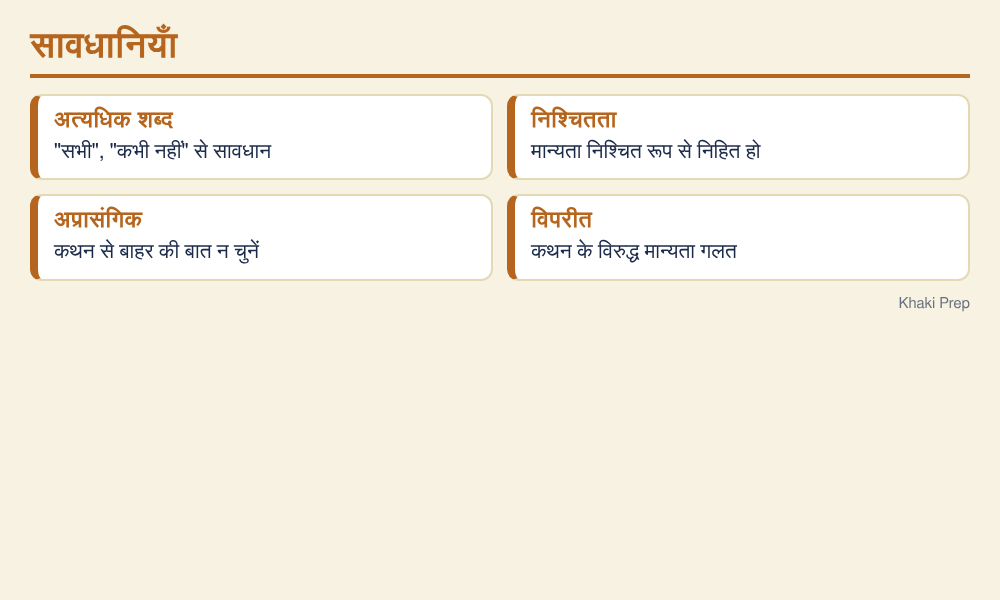 सावधानियाँ
अत्यधिक शब्द
"सभी", "कभी नहीं" से सावधान
निश्चितता
मान्यता निश्चित रूप से निहित हो
अप्रासंगिक
कथन से बाहर की बात न चुनें
विपरीत
कथन के विरुद्ध मान्यता गलत
Khaki Prep